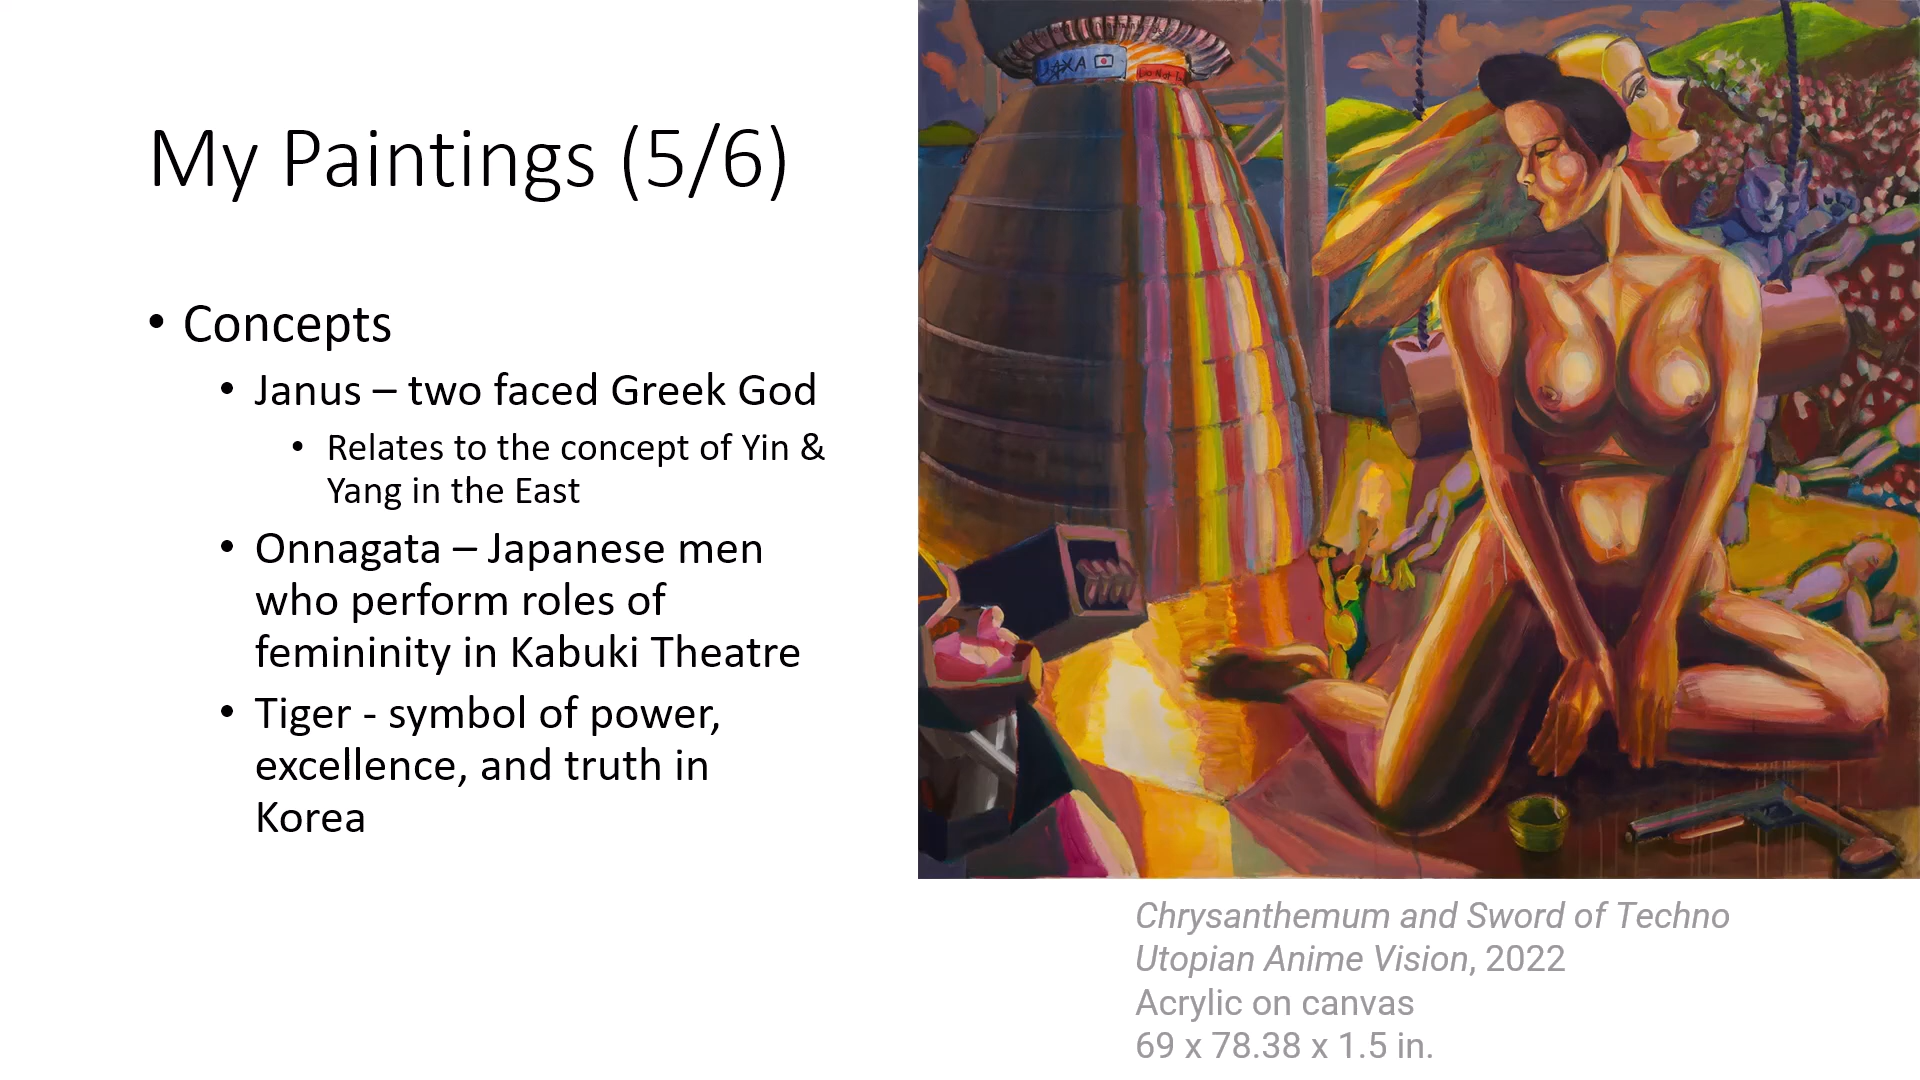 My Paintings (5/6)
• Concepts
• Janus – two faced Greek God
• Relates to the concept of Yin &
Yang in the East
• Onnagata – Japanese men
who perform roles of
femininity in Kabuki Theatre
• Tiger - symbol of power,
excellence, and truth in
Korea
JAXA
Do Not
Chrysanthemum and Sword of Techno
Utopian Anime Vision, 2022
Acrylic on canvas
69 x 78.38 x 1.5 in.